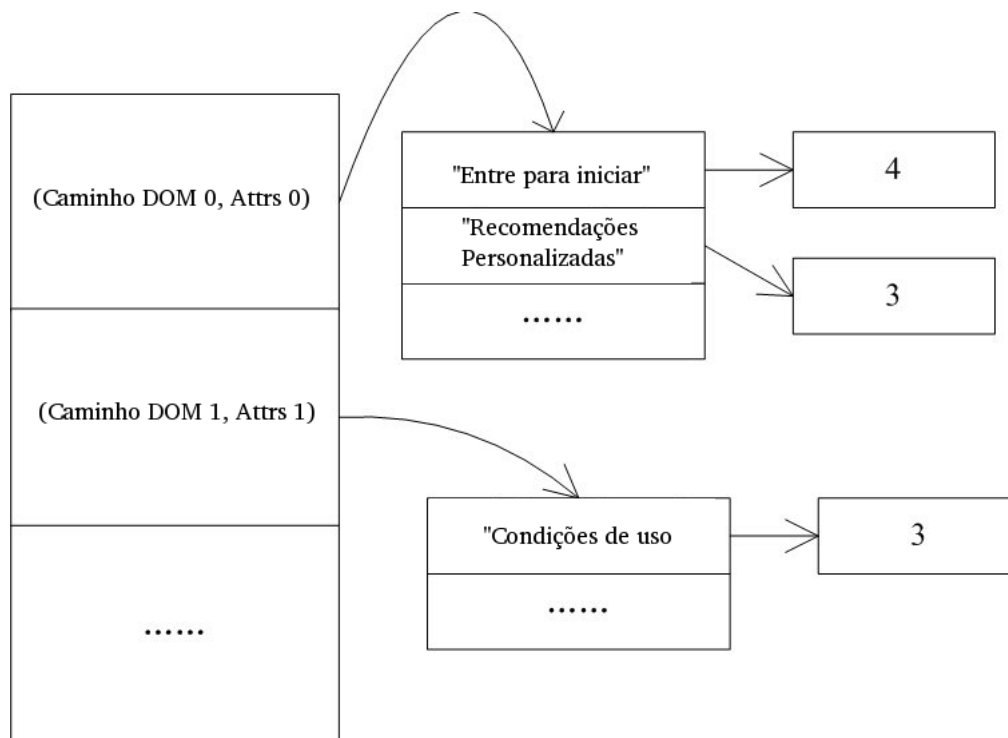 (Caminho DOM 0, Attrs 0)
"Entre para iniciar"
4
"Recomendações
Personalizadas"
3
......
(Caminho DOM 1, Attrs 1)
"Condições de uso
3
......
......